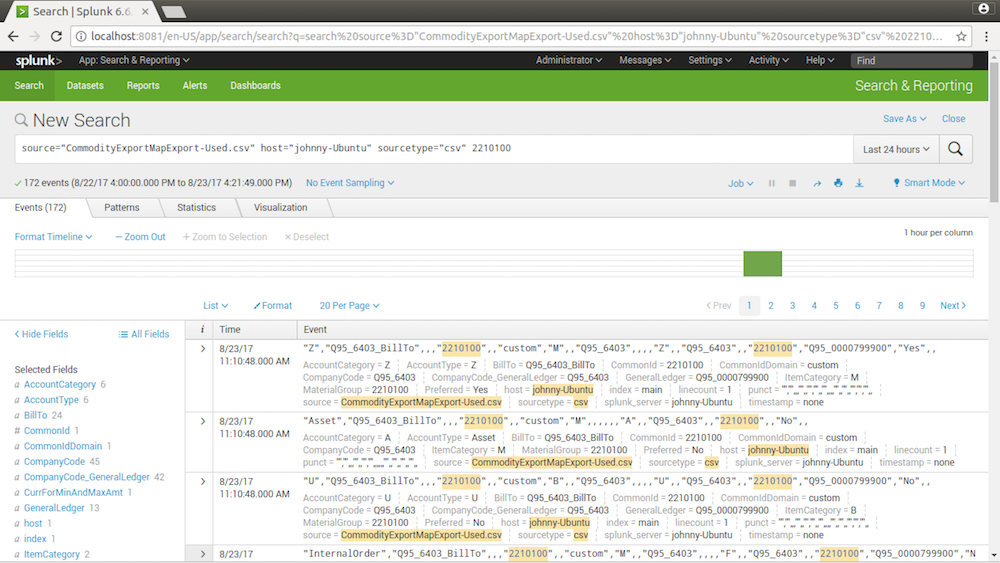 Search | Splunk 6.6.
localhost:8081/en-US/app/search/search?q=search%20source%3D"CommodityExportMapExport-Used.csv"%20host%3D"johnny-Ubuntu"%20sourcetype%3D"csv"%202210...
splunk> App: Search & Reporting Administrator Messages Settings Activity Help Find
Search Datasets Reports Alerts Dashboards Search & Reporting
New Search Save As Close
source="CommodityExportMapExport-Used.csv" host="johnny-Ubuntu" sourcetype="csv" 2210100 Last 24 hours
172 events (8/22/17 4:00:00.000 PM to 8/23/17 4:21:49.000 PM) No Event Sampling Job Smart Mode
Events (172) Patterns Statistics Visualization
Format Timeline — Zoom Out + Zoom to Selection × Deselect 1 hour per column
List Format 20 Per Page < Prev 1 2 3 4 5 6 7 8 9 Next >
< Hide Fields All Fields
i Time Event
Selected Fields
a AccountCategory 6
a AccountType 6
a BillTo 24
# CommonId 1
a CommonIdDomain 1
a CompanyCode 45
a CompanyCode_GeneralLedger 42
a CurrForMinAndMaxAmt 1
a GeneralLedger 13
a host 1
a index 1
a ItemCategory 2
> 8/23/17 "Z","Q95_6403_BillTo",,,"2210100",,"custom","M",,"Q95_6403",,,,"Z",,"Q95_6403",,"2210100","Q95_0000799900","Yes",,
11:10:48.000 AM AccountCategory = Z AccountType = Z BillTo = Q95_6403_BillTo CommonId = 2210100 CommonIdDomain = custom
CompanyCode = Q95_6403 CompanyCode_GeneralLedger = Q95_6403 GeneralLedger = Q95_0000799900 ItemCategory = M
MaterialGroup = 2210100 Preferred = Yes host = johnny-Ubuntu index = main linecount = 1 punct =
source = CommodityExportMapExport-Used.csv sourcetype = csv splunk_server = johnny-Ubuntu timestamp = none
> 8/23/17 "Asset","Q95_6403_BillTo",,,"2210100",,"custom","M",,,,,,"A",,"Q95_6403",,"2210100",,"No",,
11:10:48.000 AM AccountCategory = A AccountType = Asset BillTo = Q95_6403_BillTo CommonId = 2210100 CommonIdDomain = custom
CompanyCode = Q95_6403 ItemCategory = M MaterialGroup = 2210100 Preferred = No host = johnny-Ubuntu index = main linecount = 1
punct = source = CommodityExportMapExport-Used.csv sourcetype = csv splunk_server = johnny-Ubuntu timestamp = none
> 8/23/17 "U","Q95_6403_BillTo",,,"2210100",,"custom","B",,"Q95_6403",,,,"U",,"Q95_6403",,"2210100","Q95_0000799900","No",,
11:10:48.000 AM AccountCategory = U AccountType = U BillTo = Q95_6403_BillTo CommonId = 2210100 CommonIdDomain = custom
CompanyCode = Q95_6403 CompanyCode_GeneralLedger = Q95_6403 GeneralLedger = Q95_0000799900 ItemCategory = B
MaterialGroup = 2210100 Preferred = No host = johnny-Ubuntu index = main linecount = 1 punct =
source = CommodityExportMapExport-Used.csv sourcetype = csv splunk_server = johnny-Ubuntu timestamp = none
> 8/23/17 "InternalOrder","Q95_6403_BillTo",,,"2210100",,"custom","M",,"Q95_6403",,,,"F",,"Q95_6403",,"2210100","Q95_0000799900","N